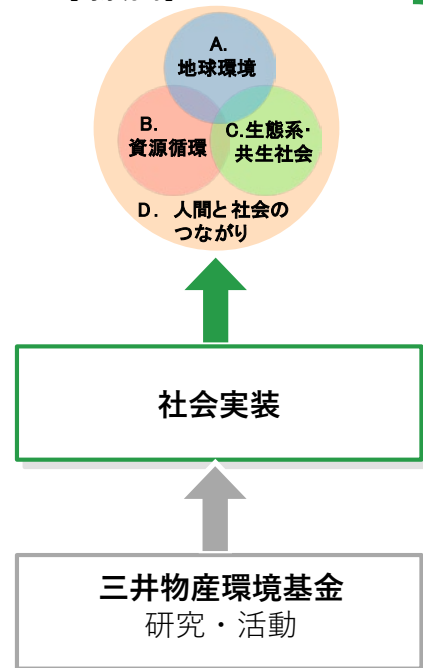 A.
地球環境
B.
資源循環
C.生態系・
共生社会
D. 人間と社会の
つながり
社会実装
三井物産環境基金
研究・活動